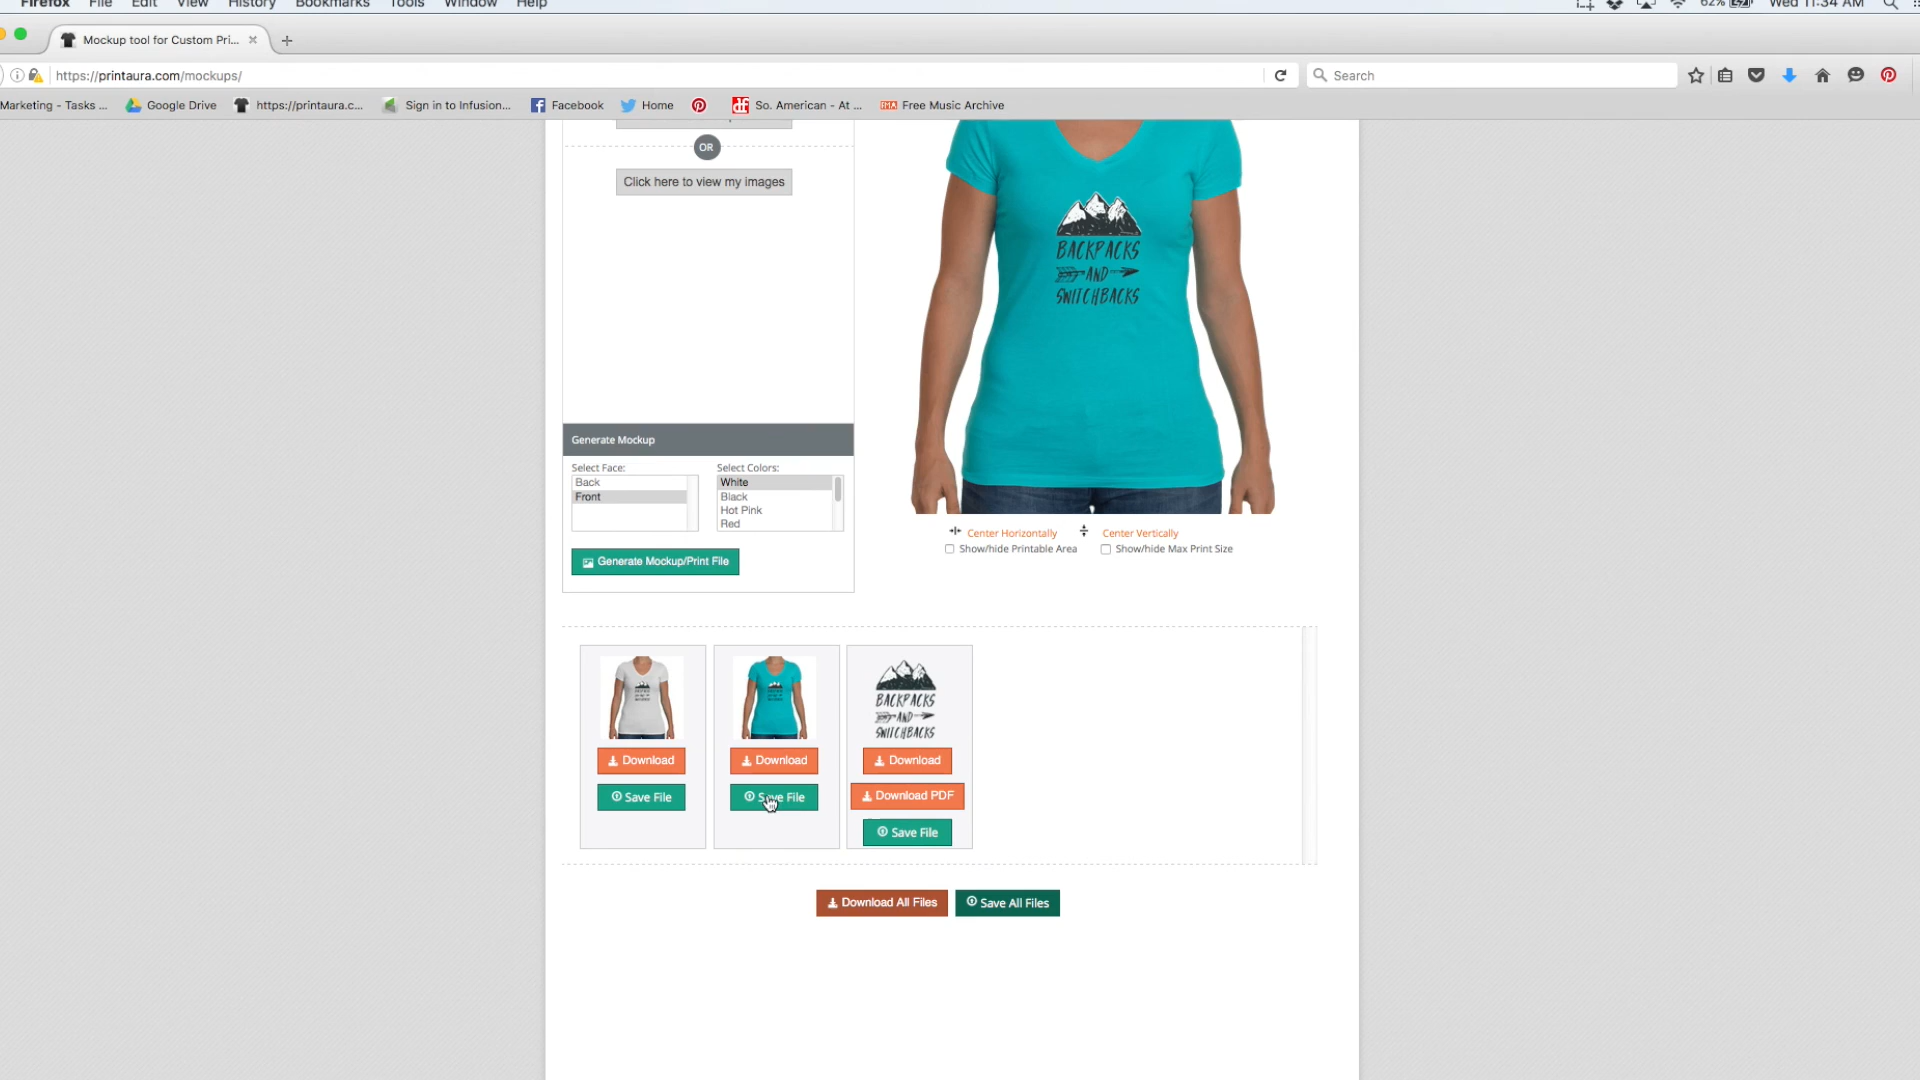 Firefox File Edit View History Bookmarks Tools Window Help 62% Wed 11:34 AM
Mockup tool for Custom Pri...
https://printaura.com/mockups/
Search
Marketing - Tasks ... Google Drive https://printaura.c... Sign in to Infusion... Facebook Home So. American - At ... FMA Free Music Archive
OR
Click here to view my images
BACKPACKS
AND
SWITCHBACKS
Generate Mockup
Select Face: Select Colors:
Back White
Front Black
Hot Pink
Red
Center Horizontally Center Vertically
Show/hide Printable Area Show/hide Max Print Size
Generate Mockup/Print File
BACKPACKS
AND
SWITCHBACKS
Download Download Download
Save File Save File Download PDF
Save File
Download All Files Save All Files